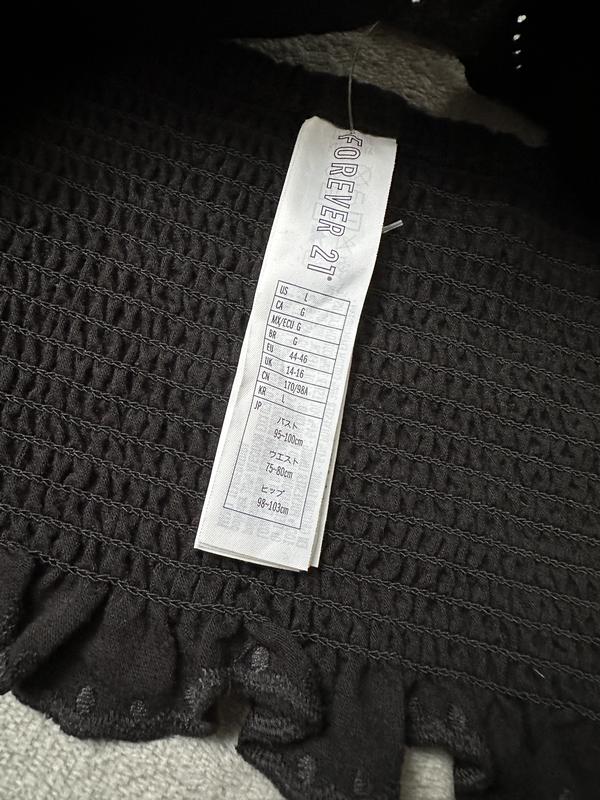 FOREVER 21®
US L
CA G
MX/ECU G
BR G
EU 44-46
UK 14-16
CN 170/98A
KR L
JP
バスト
95~100cm
ウエスト
75~80cm
ヒップ
98~103cm